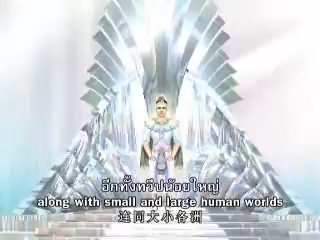 อีกทั้งทวีปน้อยใหญ่
along with small and large human worlds
連同大小各洲